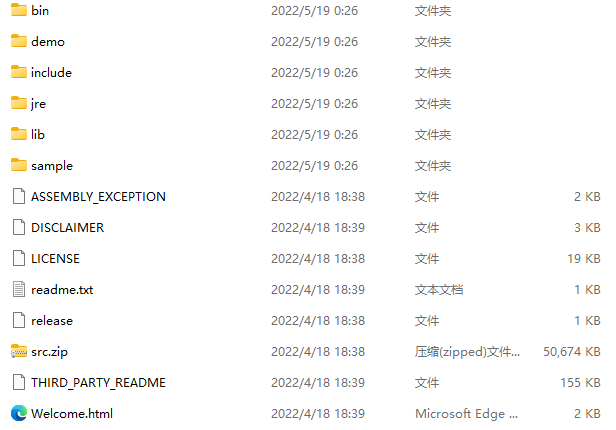 bin 2022/5/19 0:26 文件夹
demo 2022/5/19 0:26 文件夹
include 2022/5/19 0:26 文件夹
jre 2022/5/19 0:26 文件夹
lib 2022/5/19 0:26 文件夹
sample 2022/5/19 0:26 文件夹
ASSEMBLY_EXCEPTION 2022/4/18 18:38 文件 2 KB
DISCLAIMER 2022/4/18 18:39 文件 3 KB
LICENSE 2022/4/18 18:38 文件 19 KB
readme.txt 2022/4/18 18:39 文本文档 1 KB
release 2022/4/18 18:38 文件 1 KB
src.zip 2022/4/18 18:38 压缩(zipped)文件... 50,674 KB
THIRD_PARTY_README 2022/4/18 18:39 文件 155 KB
Welcome.html 2022/4/18 18:39 Microsoft Edge ... 2 KB